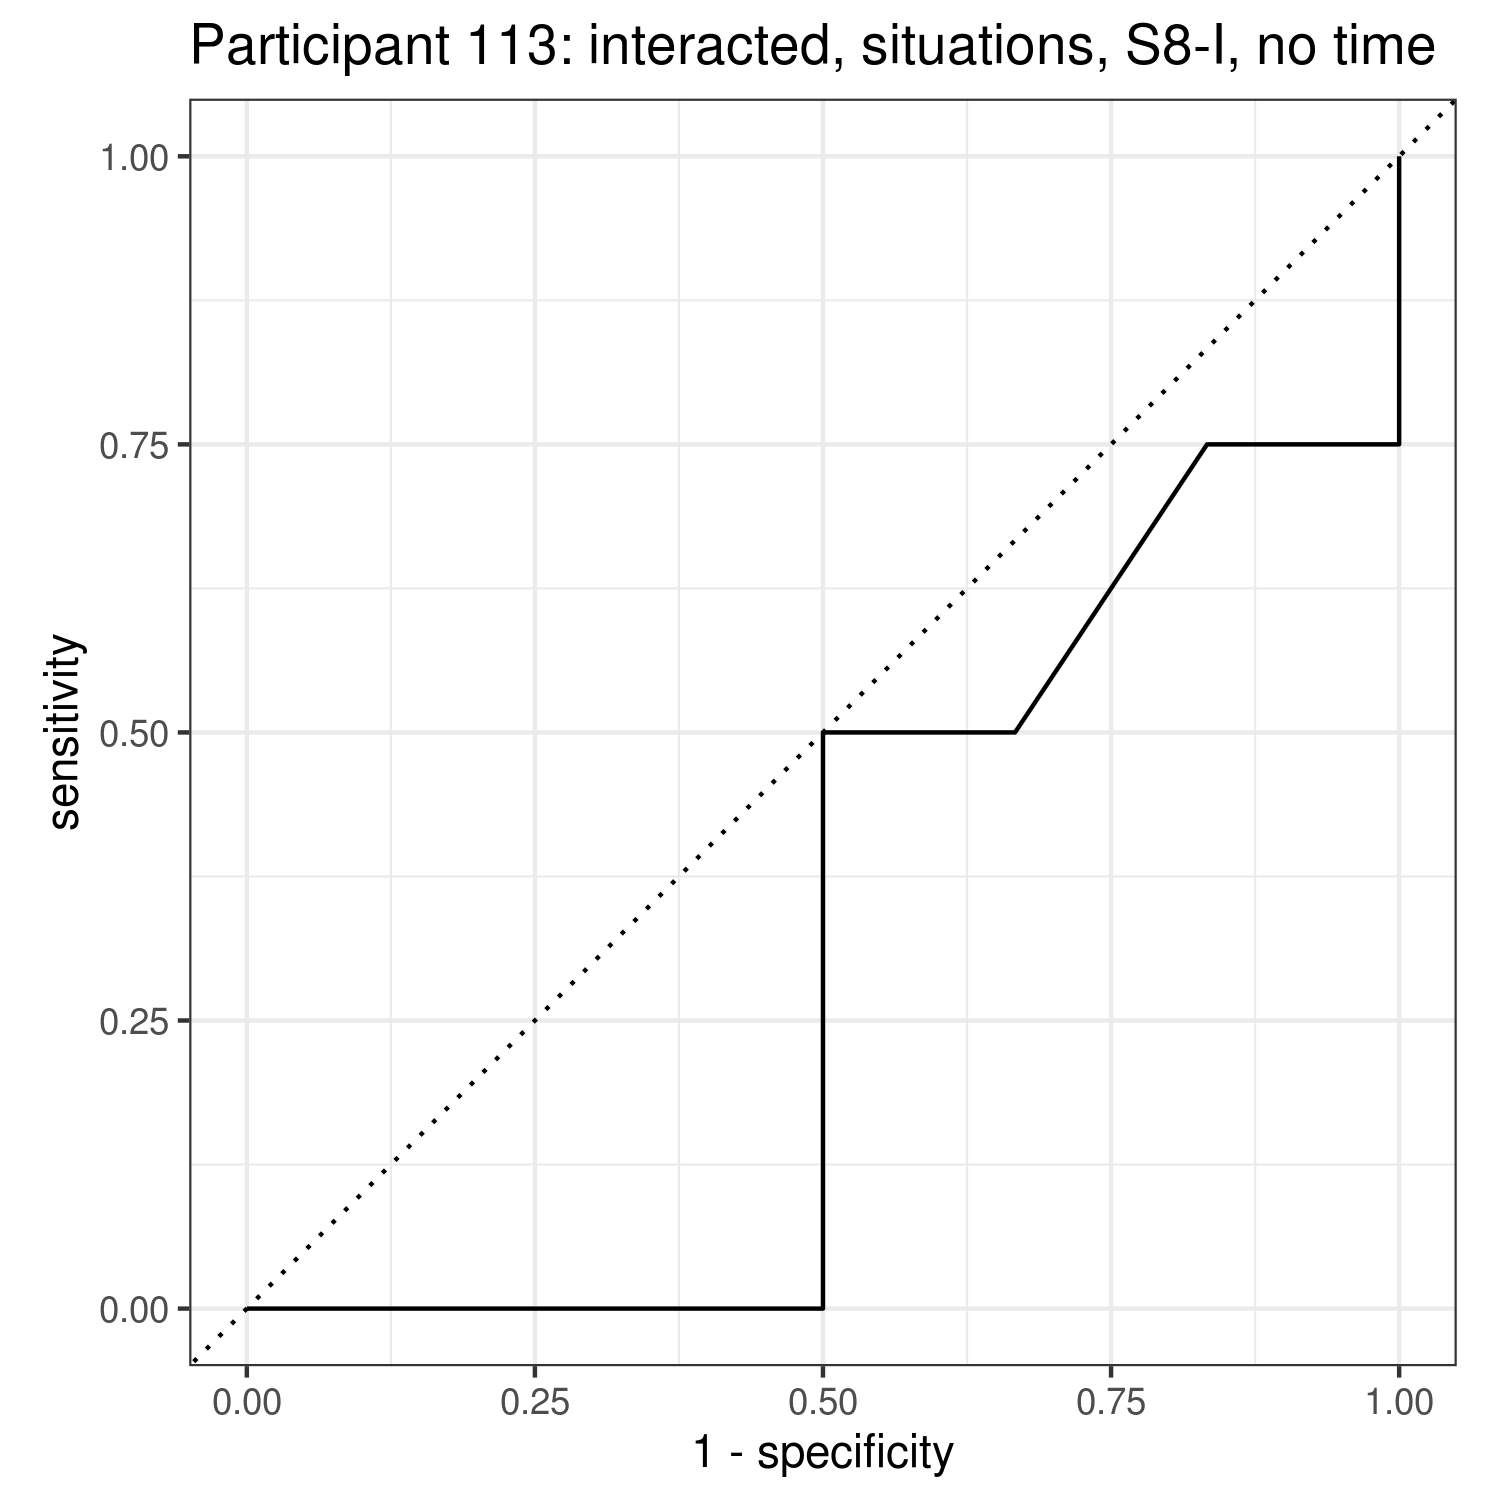 Participant 113: interacted, situations, S8-I, no time
sensitivity
1.00
0.75
0.50
0.25
0.00
0.00 0.25 0.50 0.75 1.00
1 - specificity